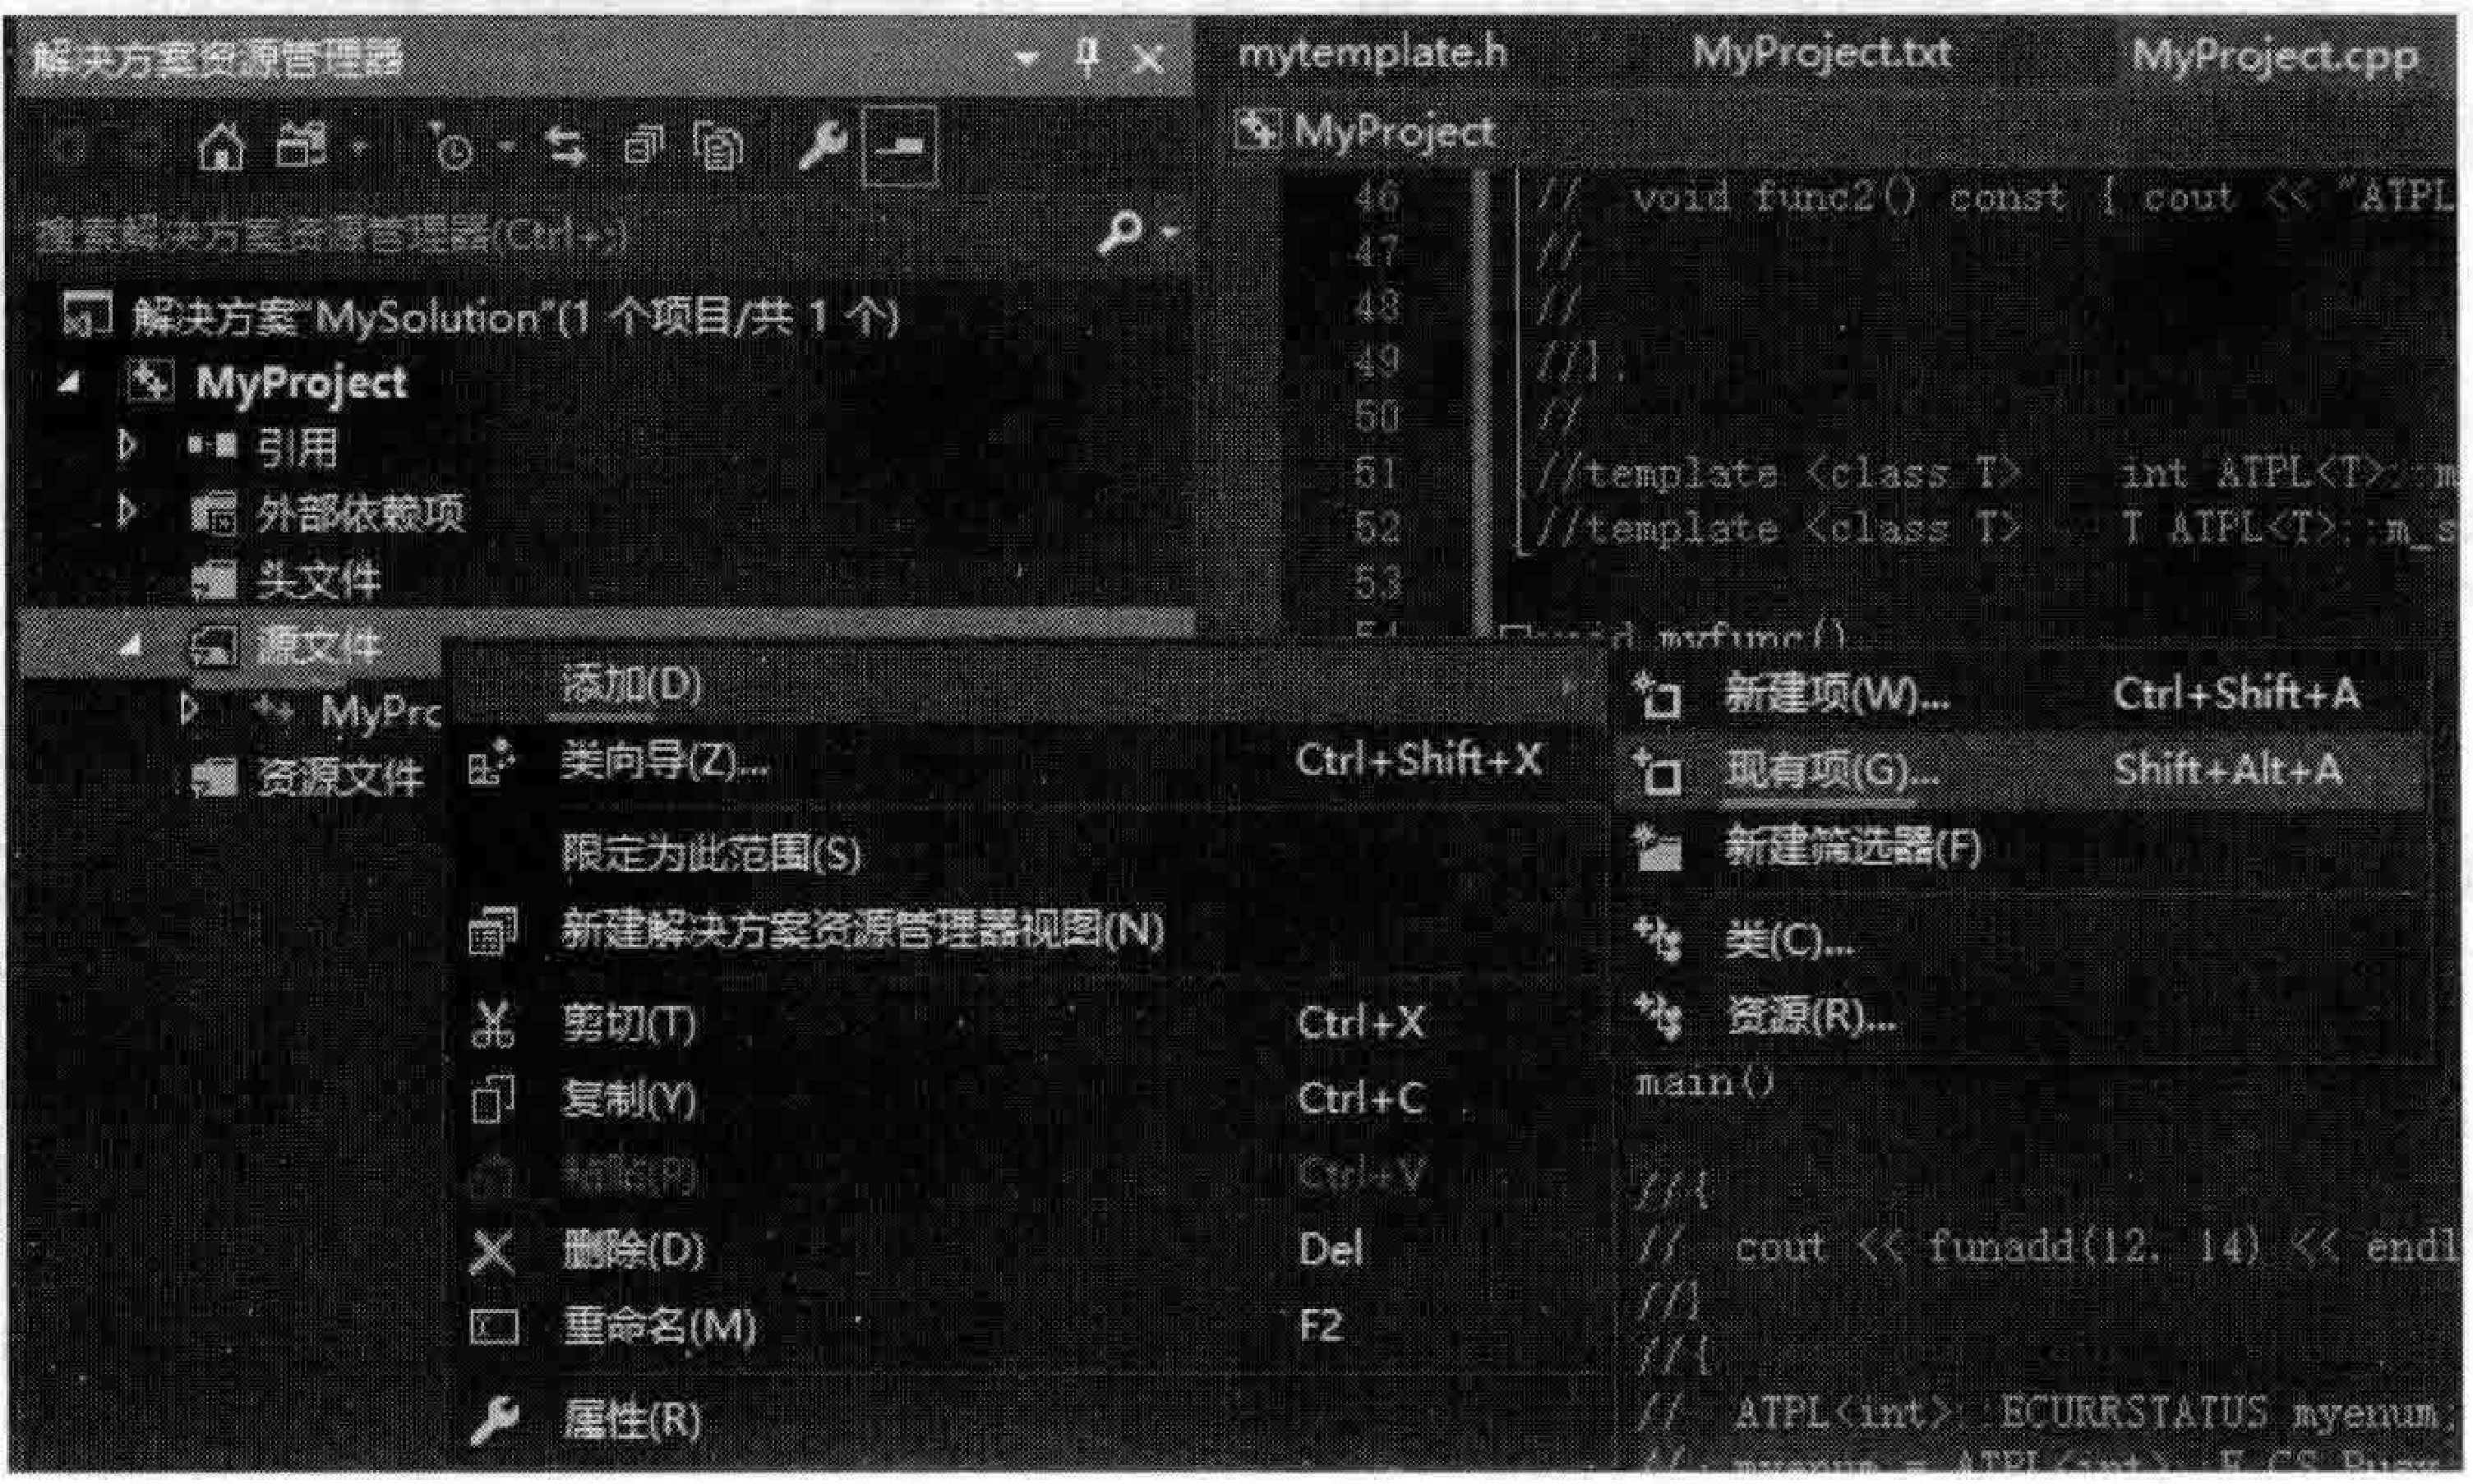 解决方案资源管理器
搜索解决方案资源管理器(Ctrl+;)
解决方案"MySolution"(1 个项目/共 1 个)
MyProject
引用
外部依赖项
头文件
源文件
MyPrc
资源文件
添加(D)
类向导(Z)... Ctrl+Shift+X
限定为此范围(S)
新建解决方案资源管理器视图(N)
剪切(T) Ctrl+X
复制(Y) Ctrl+C
粘贴(P) Ctrl+V
删除(D) Del
重命名(M) F2
属性(R)
新建项(W)... Ctrl+Shift+A
现有项(G)... Shift+Alt+A
新建筛选器(F)
类(C)...
资源(R)...
mytemplate.h MyProject.txt MyProject.cpp
MyProject
46 // void func2() const { cout << "ATPL
47 //
48 //
49 //};
50 //
51 //template <class T> int ATPL<T>::m
52 //template <class T> T ATPL<T>::m_s
53
54 void myfunc()
main()
//{
// cout << funadd(12, 14) << endl
//}
//{
// ATPL<int>::ECURRSTATUS myenum;
// myenum = ATPL<int>::